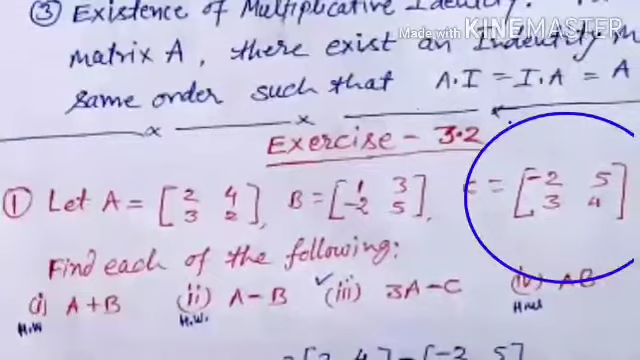 ③ Existence of Multiplicative Identity:
Made with KINEMASTER
matrix A, there exist an Indentity M
same order such that A·I = I·A = A
x x
Exercise - 3.2
① Let A = [2 4; 3 2], B = [1 3; -2 5], C = [-2 5; 3 4]
Find each of the following:
(i) A+B (ii) A-B ✓(iii) 3A-C (iv) AB
H.W H.W.